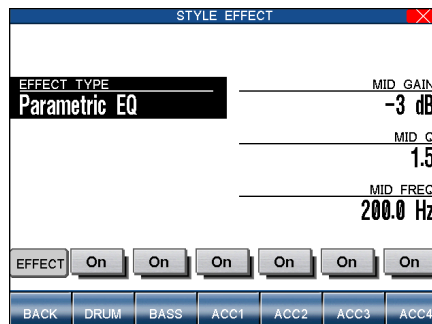 STYLE EFFECT
EFFECT TYPE
Parametric EQ
MID GAIN
-3 dB
MID Q
1.5
MID FREQ
200.0 Hz
EFFECT On On On On On On
BACK DRUM BASS ACC1 ACC2 ACC3 ACC4